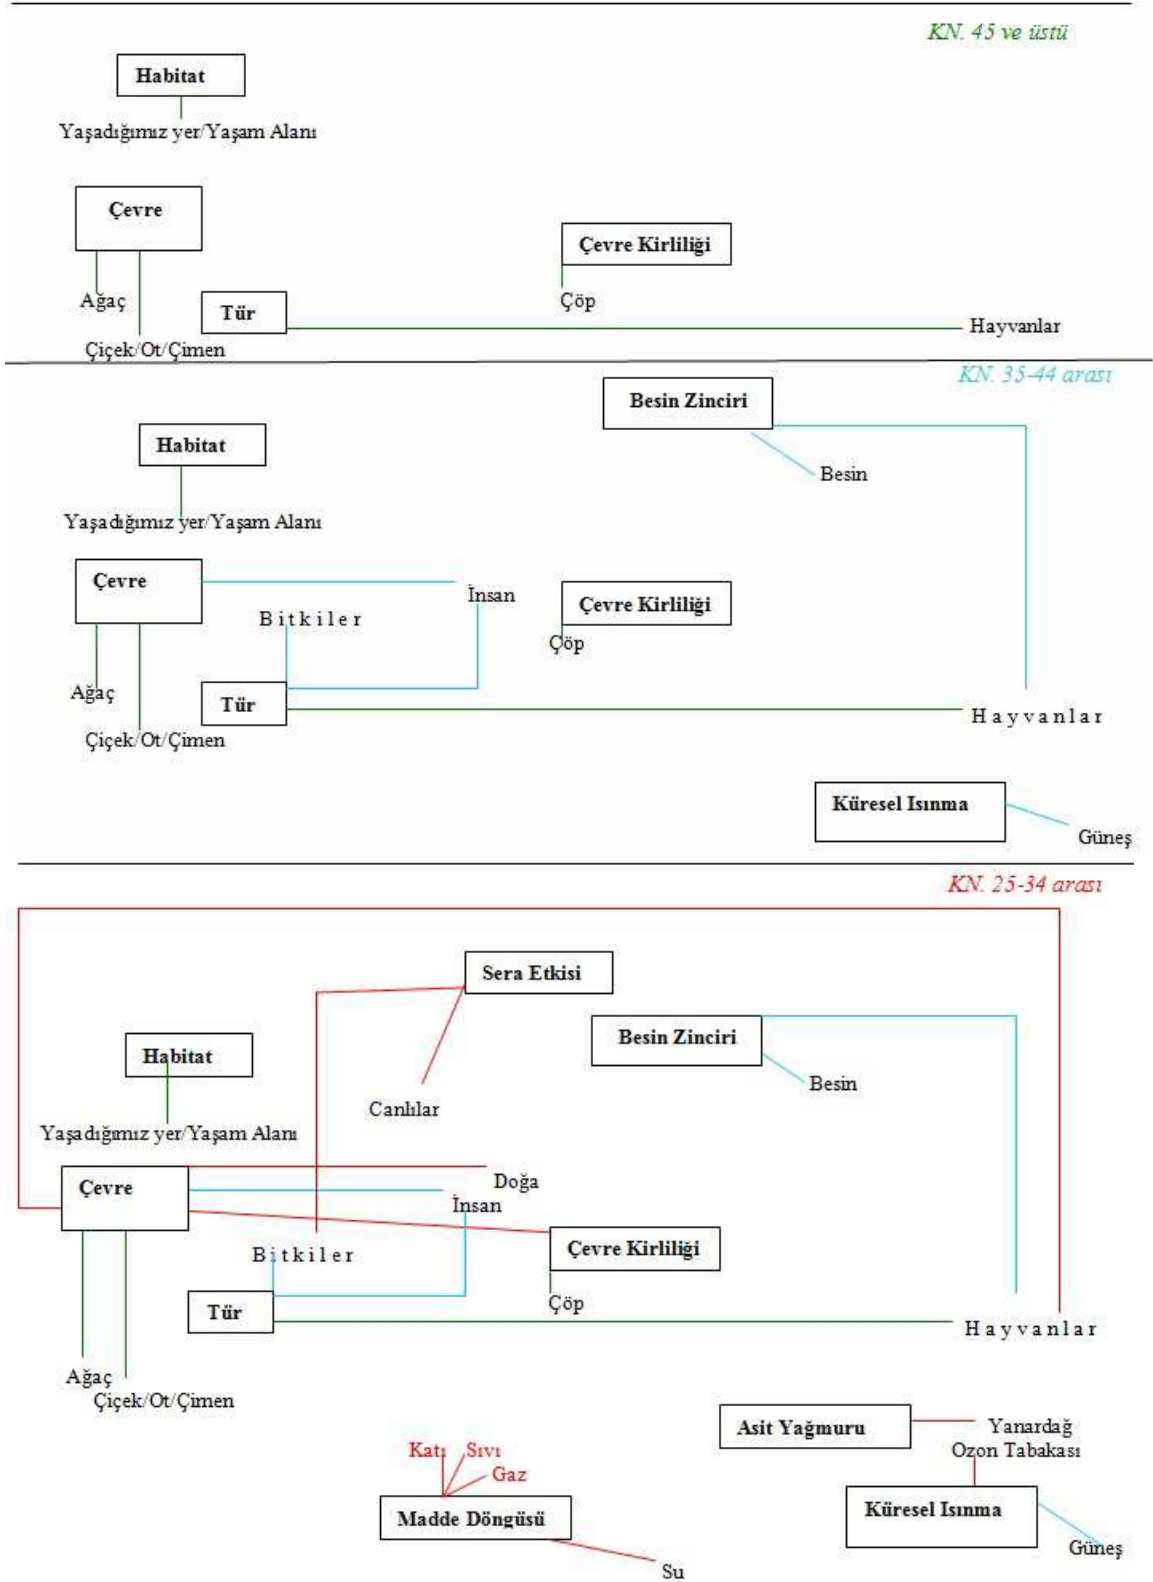 KN. 45 ve üstü
Habitat
Yaşadığımız yer/Yaşam Alanı
Çevre
Çevre Kirliliği
Ağaç
Tür
Çöp
Hayvanlar
Çiçek/Ot/Çimen
KN. 35-44 arası
Besin Zinciri
Habitat
Besin
Yaşadığımız yer/Yaşam Alanı
Çevre
İnsan
Çevre Kirliliği
Bitkiler
Çöp
Ağaç
Tür
Hayvanlar
Çiçek/Ot/Çimen
Küresel Isınma
Güneş
KN. 25-34 arası
Sera Etkisi
Besin Zinciri
Habitat
Besin
Canlılar
Yaşadığımız yer/Yaşam Alanı
Doğa
Çevre
İnsan
Çevre Kirliliği
Bitkiler
Çöp
Tür
Hayvanlar
Ağaç
Çiçek/Ot/Çimen
Asit Yağmuru
Yanardağ
Katı
Sıvı
Ozon Tabakası
Gaz
Küresel Isınma
Madde Döngüsü
Güneş
Su